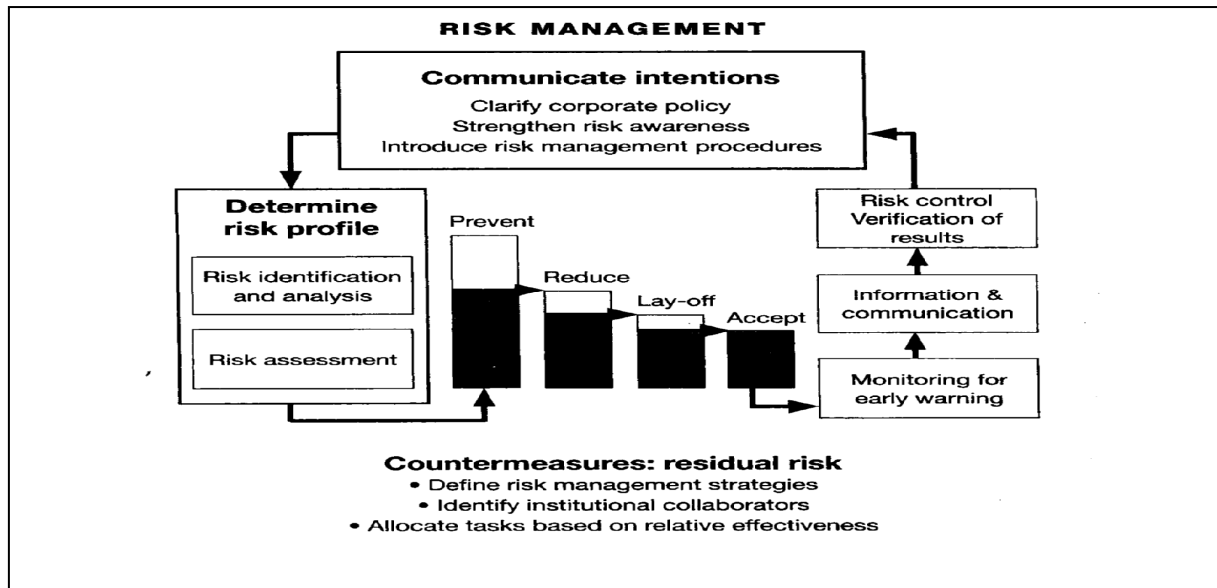 RISK MANAGEMENT
Communicate intentions
Clarify corporate policy
Strengthen risk awareness
Introduce risk management procedures
Determine
risk profile
Risk identification
and analysis
Risk assessment
Prevent
Reduce
Lay-off
Accept
Risk control
Verification of
results
Information &
communication
Monitoring for
early warning
Countermeasures: residual risk
• Define risk management strategies
• Identify institutional collaborators
• Allocate tasks based on relative effectiveness